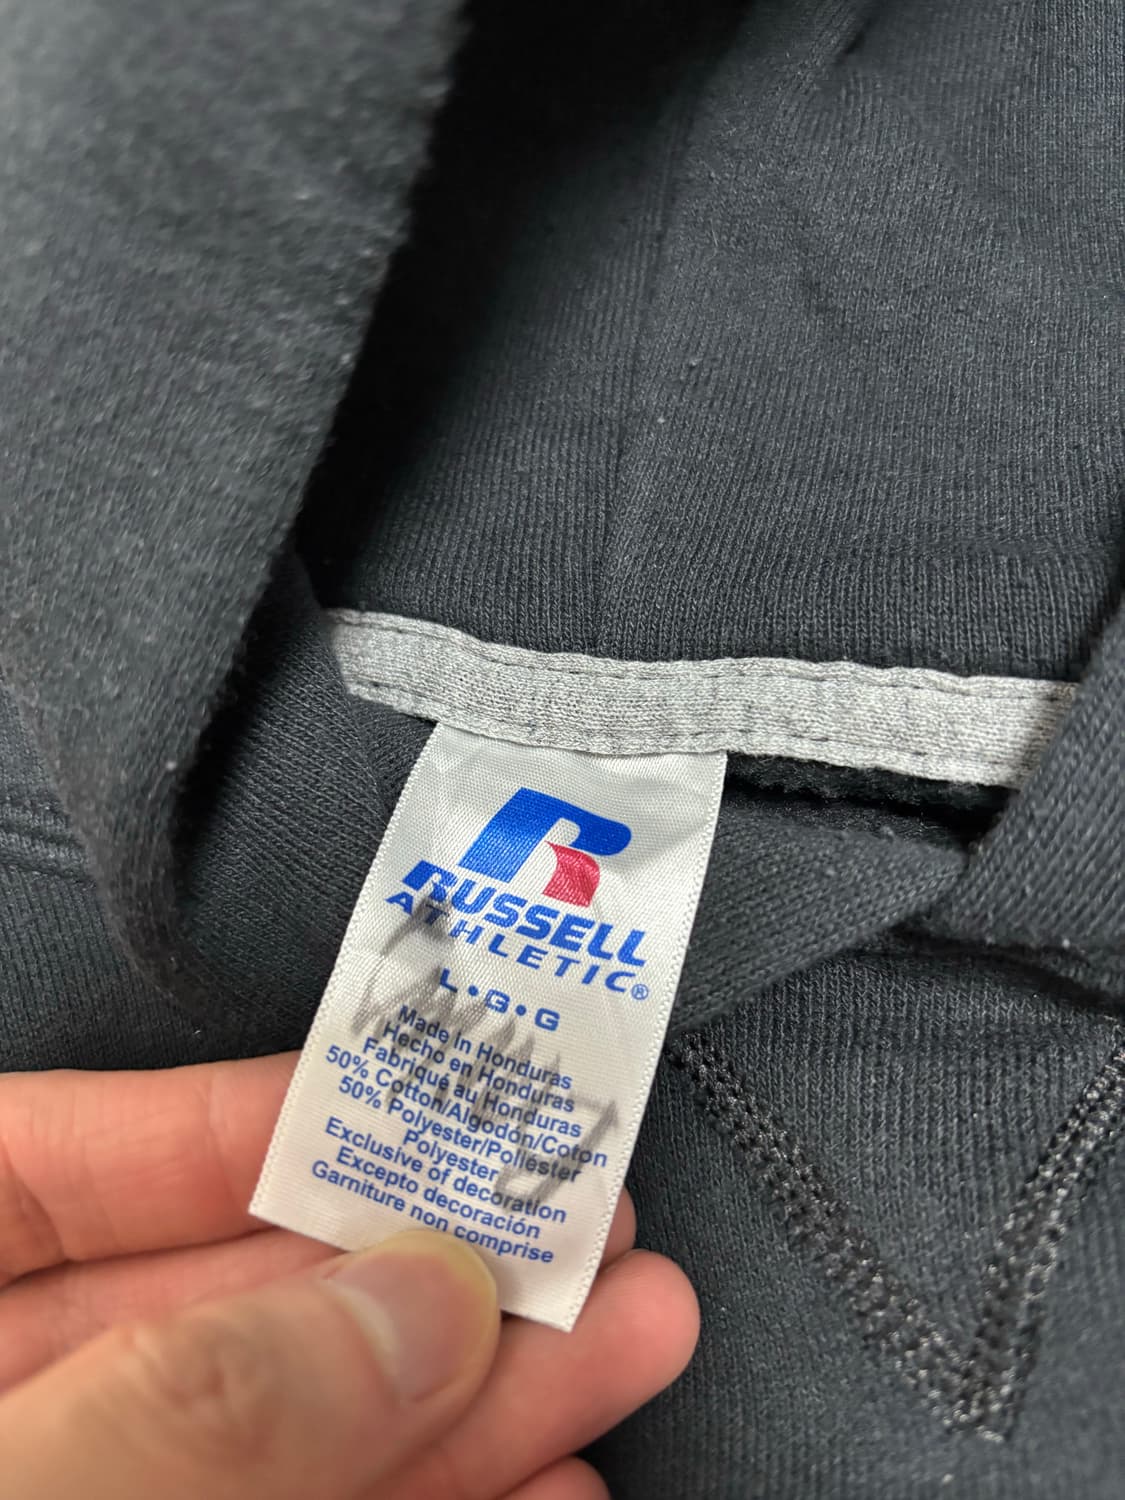 RUSSELL
ATHLETIC®
L•G•G
Made in Honduras
Hecho en Honduras
Fabriqué au Honduras
50% Cotton/Algodón/Coton
50% Polyester/Poliéster
Polyester
Exclusive of decoration
Excepto decoración
Garniture non comprise